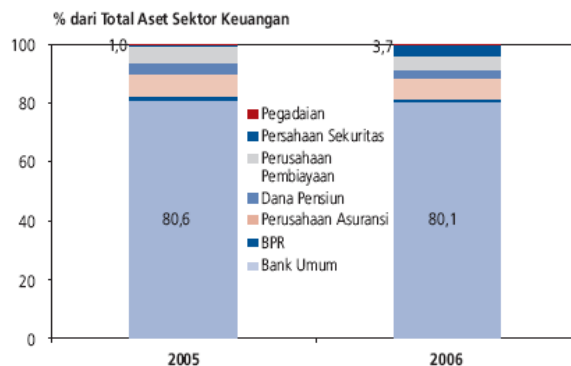 % dari Total Aset Sektor Keuangan
100
80
60
40
20
0
1,0
3,7
80,6
80,1
Pegadaian
Persahaan Sekuritas
Perusahaan
Pembiayaan
Dana Pensiun
Perusahaan Asuransi
BPR
Bank Umum
2005
2006